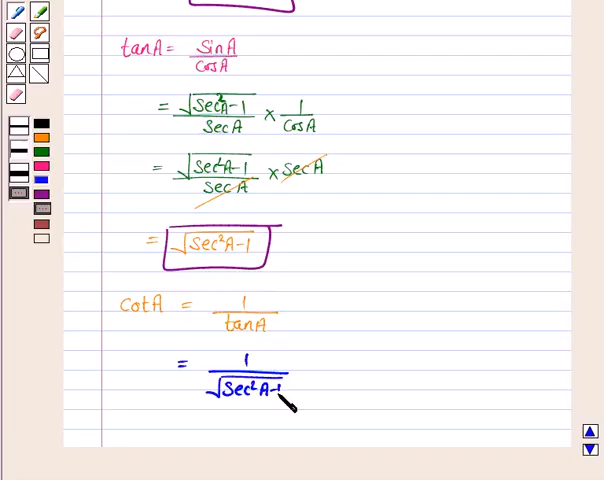 tanA = SinA / CosA
= √Sec²A-1 / SecA × 1 / CosA
= √Sec²A-1 / SecA × SecA
= √Sec²A-1
CotA = 1 / tanA
= 1 / √Sec²A-1